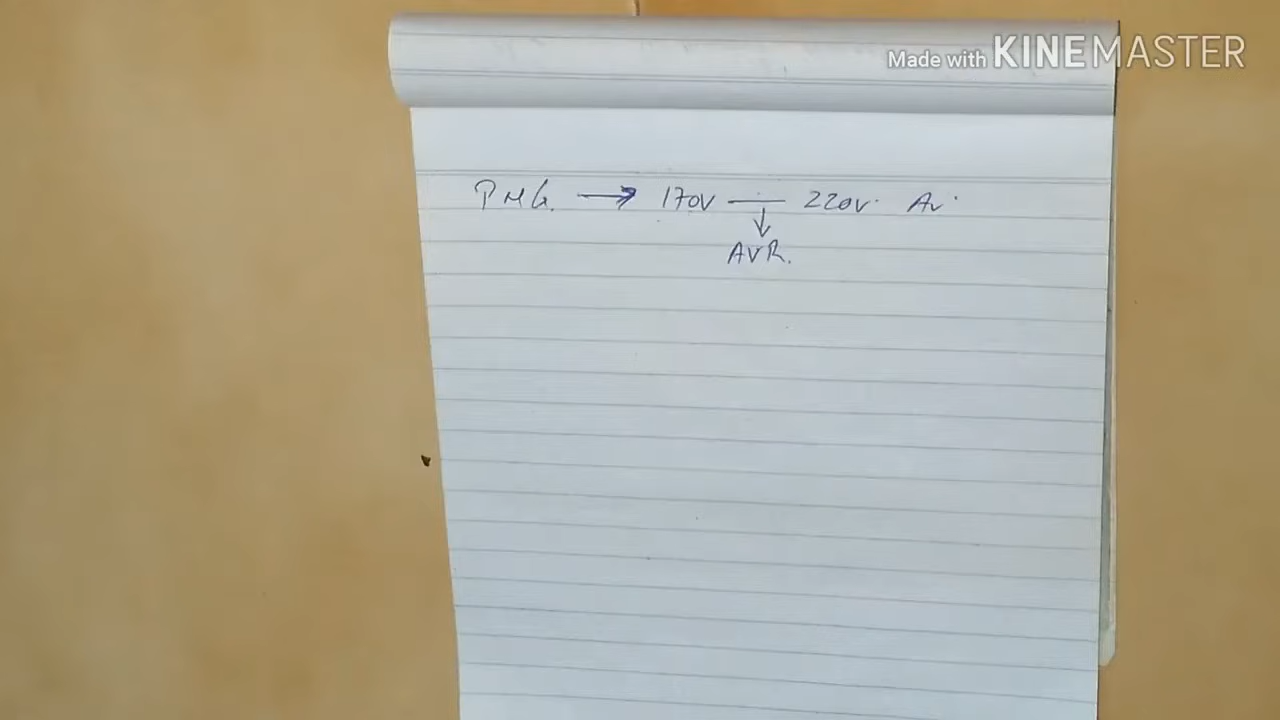 Made with KINEMASTER
PMG. → 170V — 220V. Av.
↓
AVR.